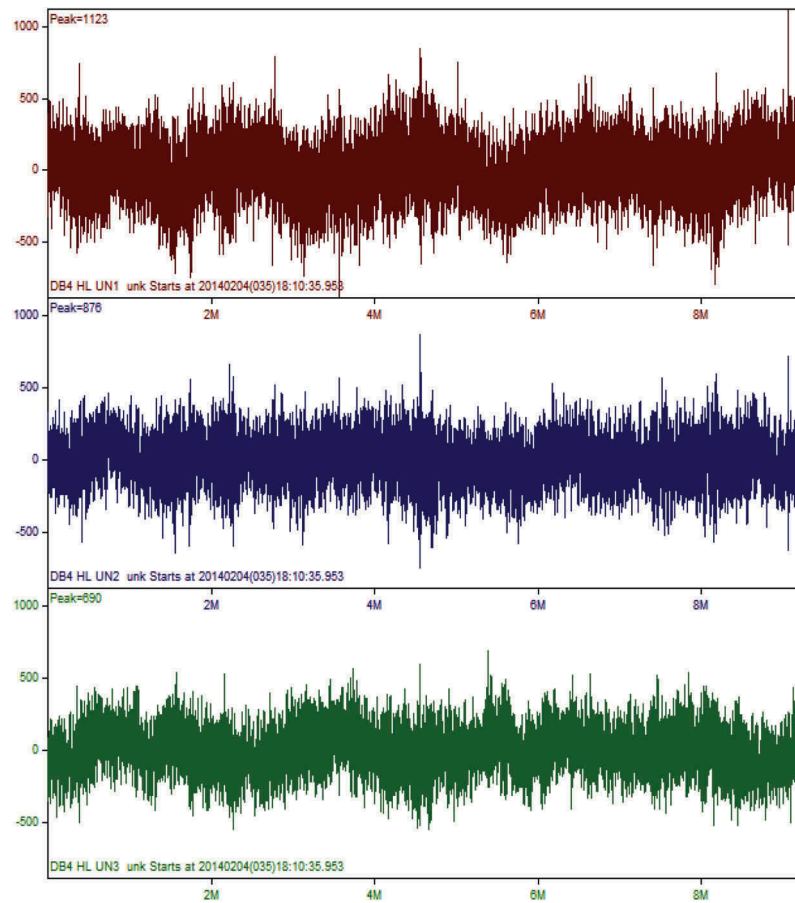 1000
Peak=1123
500
0
-500
DB4 HL UN1 unk Starts at 20140204(035)18:10:35.953
2M 4M 6M 8M
1000
Peak=876
500
0
-500
DB4 HL UN2 unk Starts at 20140204(035)18:10:35.953
2M 4M 6M 8M
1000
Peak=690
500
0
-500
DB4 HL UN3 unk Starts at 20140204(035)18:10:35.953
2M 4M 6M 8M